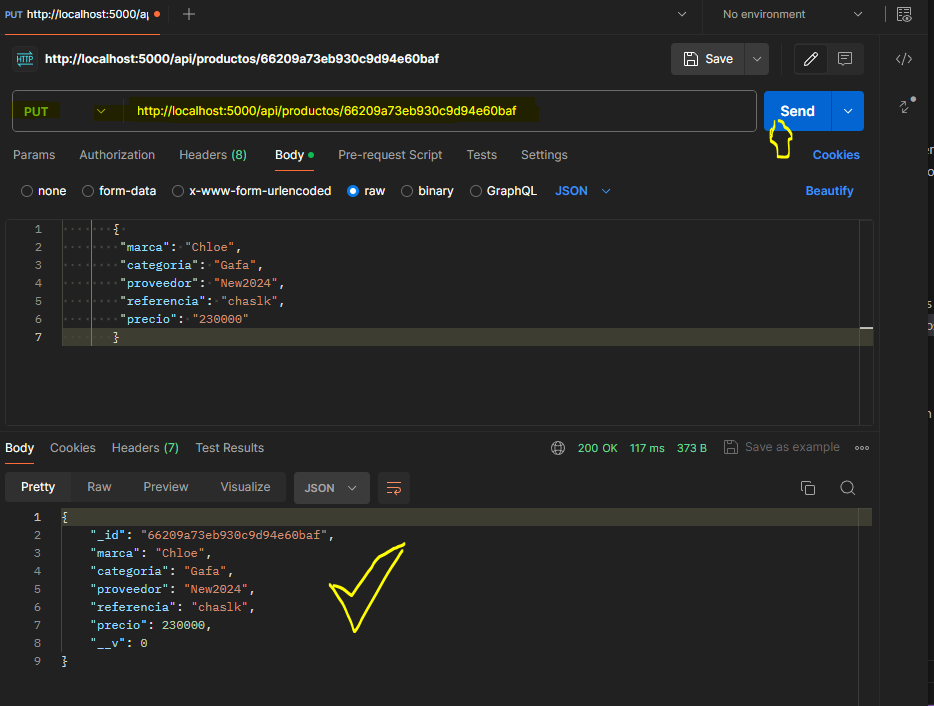 PUT http://localhost:5000/a
No environment
HTTP http://localhost:5000/api/productos/66209a73eb930c9d94e60baf
Save
PUT http://localhost:5000/api/productos/66209a73eb930c9d94e60baf
Send
Params Authorization Headers (8) Body Pre-request Script Tests Settings Cookies
none form-data x-www-form-urlencoded raw binary GraphQL JSON Beautify
1 {
2 "marca": "Chloe",
3 "categoria": "Gafa",
4 "proveedor": "New2024",
5 "referencia": "chaslk",
6 "precio": "230000"
7 }
Body Cookies Headers (7) Test Results 200 OK 117 ms 373 B Save as example
Pretty Raw Preview Visualize JSON
1 {
2 "_id": "66209a73eb930c9d94e60baf",
3 "marca": "Chloe",
4 "categoria": "Gafa",
5 "proveedor": "New2024",
6 "referencia": "chaslk",
7 "precio": 230000,
8 "__v": 0
9 }